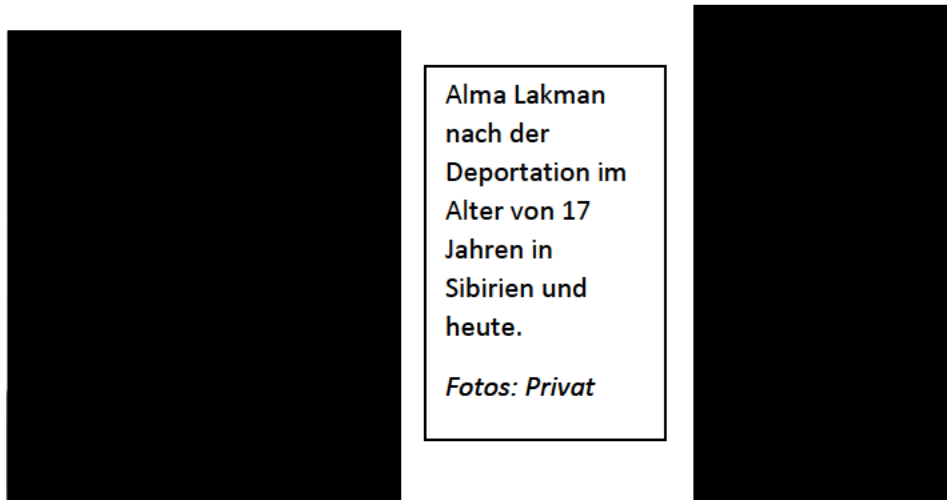 Alma Lakman
nach der
Deportation im
Alter von 17
Jahren in
Sibirien und
heute.
Fotos: Privat